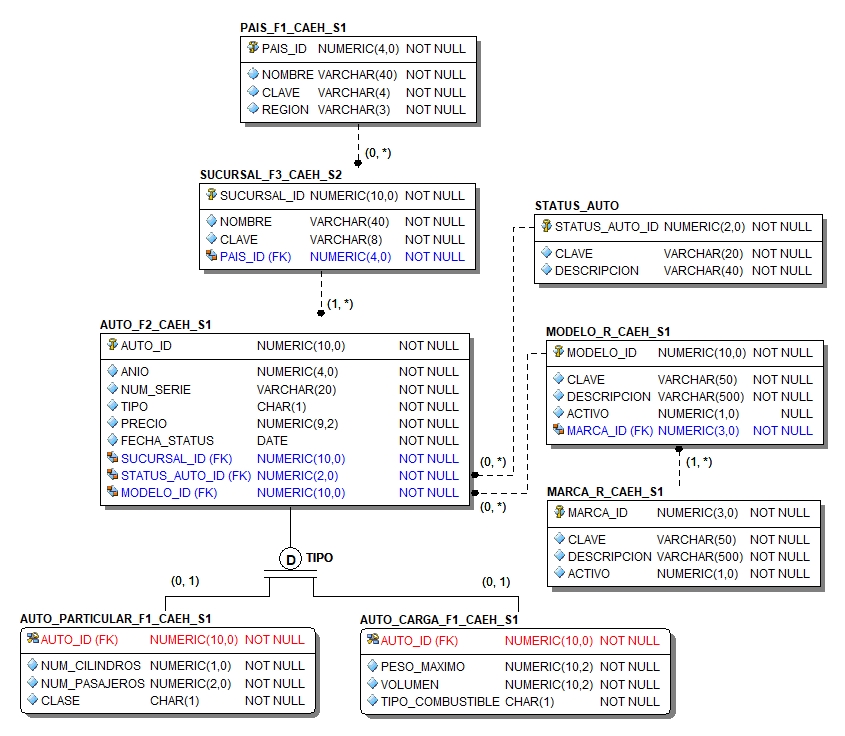 PAIS_F1_CAEH_S1
PAIS_ID NUMERIC(4,0) NOT NULL
NOMBRE VARCHAR(40) NOT NULL
CLAVE VARCHAR(4) NOT NULL
REGION VARCHAR(3) NOT NULL
(0, *)
SUCURSAL_F3_CAEH_S2
SUCURSAL_ID NUMERIC(10,0) NOT NULL
NOMBRE VARCHAR(40) NOT NULL
CLAVE VARCHAR(8) NOT NULL
PAIS_ID (FK) NUMERIC(4,0) NOT NULL
(1, *)
STATUS_AUTO
STATUS_AUTO_ID NUMERIC(2,0) NOT NULL
CLAVE VARCHAR(20) NOT NULL
DESCRIPCION VARCHAR(40) NOT NULL
AUTO_F2_CAEH_S1
AUTO_ID NUMERIC(10,0) NOT NULL
ANIO NUMERIC(4,0) NOT NULL
NUM_SERIE VARCHAR(20) NOT NULL
TIPO CHAR(1) NOT NULL
PRECIO NUMERIC(9,2) NOT NULL
FECHA_STATUS DATE NOT NULL
SUCURSAL_ID (FK) NUMERIC(10,0) NOT NULL
STATUS_AUTO_ID (FK) NUMERIC(2,0) NOT NULL
MODELO_ID (FK) NUMERIC(10,0) NOT NULL
(0, *)
(0, *)
MODELO_R_CAEH_S1
MODELO_ID NUMERIC(10,0) NOT NULL
CLAVE VARCHAR(50) NOT NULL
DESCRIPCION VARCHAR(500) NOT NULL
ACTIVO NUMERIC(1,0) NULL
MARCA_ID (FK) NUMERIC(3,0) NOT NULL
(1, *)
MARCA_R_CAEH_S1
MARCA_ID NUMERIC(3,0) NOT NULL
CLAVE VARCHAR(50) NOT NULL
DESCRIPCION VARCHAR(500) NOT NULL
ACTIVO NUMERIC(1,0) NOT NULL
D TIPO
(0, 1)
(0, 1)
AUTO_PARTICULAR_F1_CAEH_S1
AUTO_ID (FK) NUMERIC(10,0) NOT NULL
NUM_CILINDROS NUMERIC(1,0) NOT NULL
NUM_PASAJEROS NUMERIC(2,0) NOT NULL
CLASE CHAR(1) NOT NULL
AUTO_CARGA_F1_CAEH_S1
AUTO_ID (FK) NUMERIC(10,0) NOT NULL
PESO_MAXIMO NUMERIC(10,2) NOT NULL
VOLUMEN NUMERIC(10,2) NOT NULL
TIPO_COMBUSTIBLE CHAR(1) NOT NULL